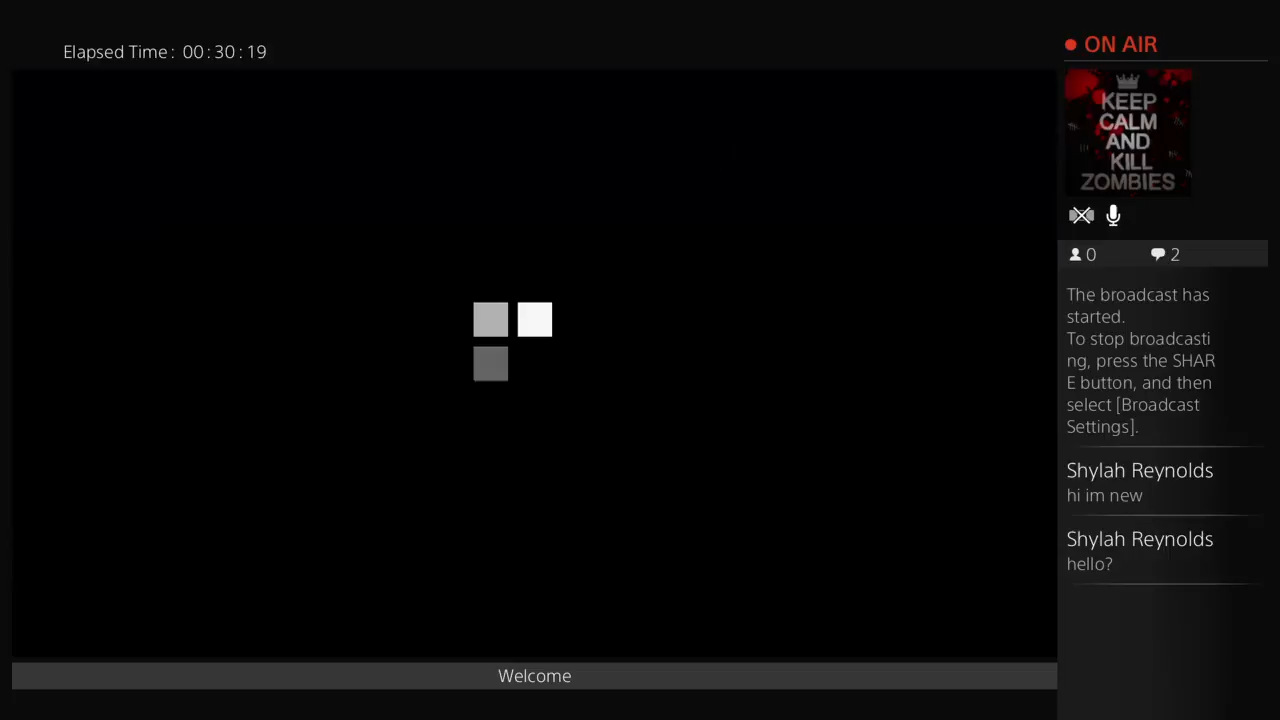 Elapsed Time: 00:30:19
ON AIR
KEEP
CALM
AND
KILL
ZOMBIES
0 2
The broadcast has
started.
To stop broadcasti
ng, press the SHAR
E button, and then
select [Broadcast
Settings].
Shylah Reynolds
hi im new
Shylah Reynolds
hello?
Welcome